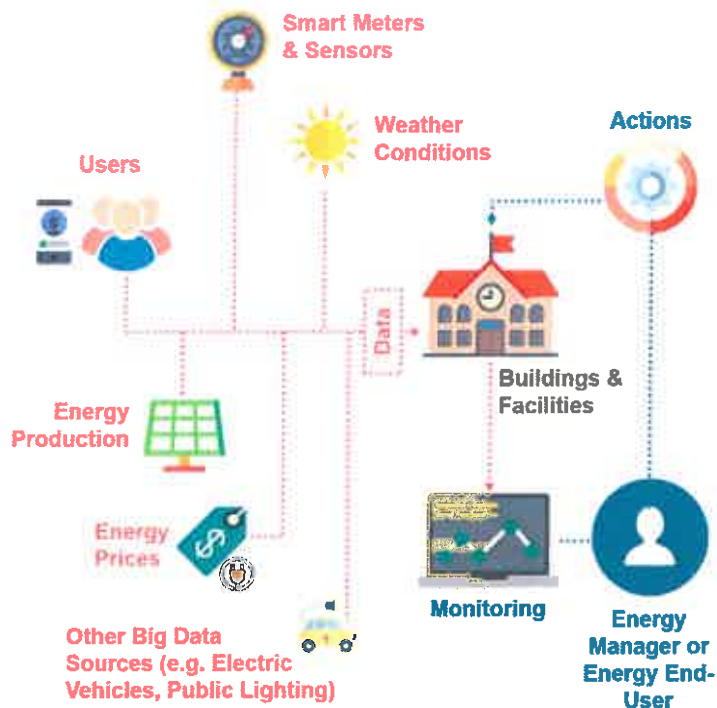 Smart Meters
& Sensors
Weather
Conditions
Actions
Users
Data
Buildings &
Facilities
Energy
Production
Energy
Prices
$
Monitoring
Other Big Data
Sources (e.g. Electric
Vehicles, Public Lighting)
Energy
Manager or
Energy End-
User